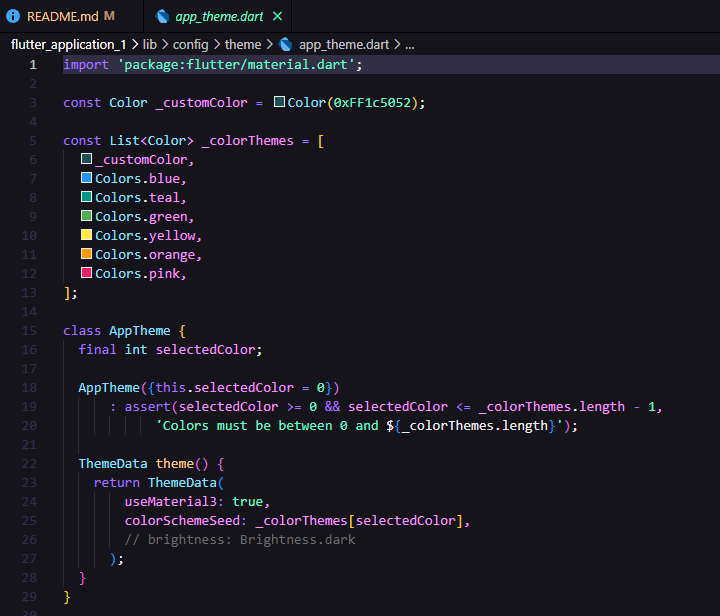 README.md M app_theme.dart ×
flutter_application_1 > lib > config > theme > app_theme.dart > ...
1 import 'package:flutter/material.dart';
2
3 const Color _customColor = Color(0xFF1c5052);
4
5 const List<Color> _colorThemes = [
6 _customColor,
7 Colors.blue,
8 Colors.teal,
9 Colors.green,
10 Colors.yellow,
11 Colors.orange,
12 Colors.pink,
13 ];
14
15 class AppTheme {
16 final int selectedColor;
17
18 AppTheme({this.selectedColor = 0})
19 : assert(selectedColor >= 0 && selectedColor <= _colorThemes.length - 1,
20 'Colors must be between 0 and ${_colorThemes.length}');
21
22 ThemeData theme() {
23 return ThemeData(
24 useMaterial3: true,
25 colorSchemeSeed: _colorThemes[selectedColor],
26 // brightness: Brightness.dark
27 );
28 }
29 }
30